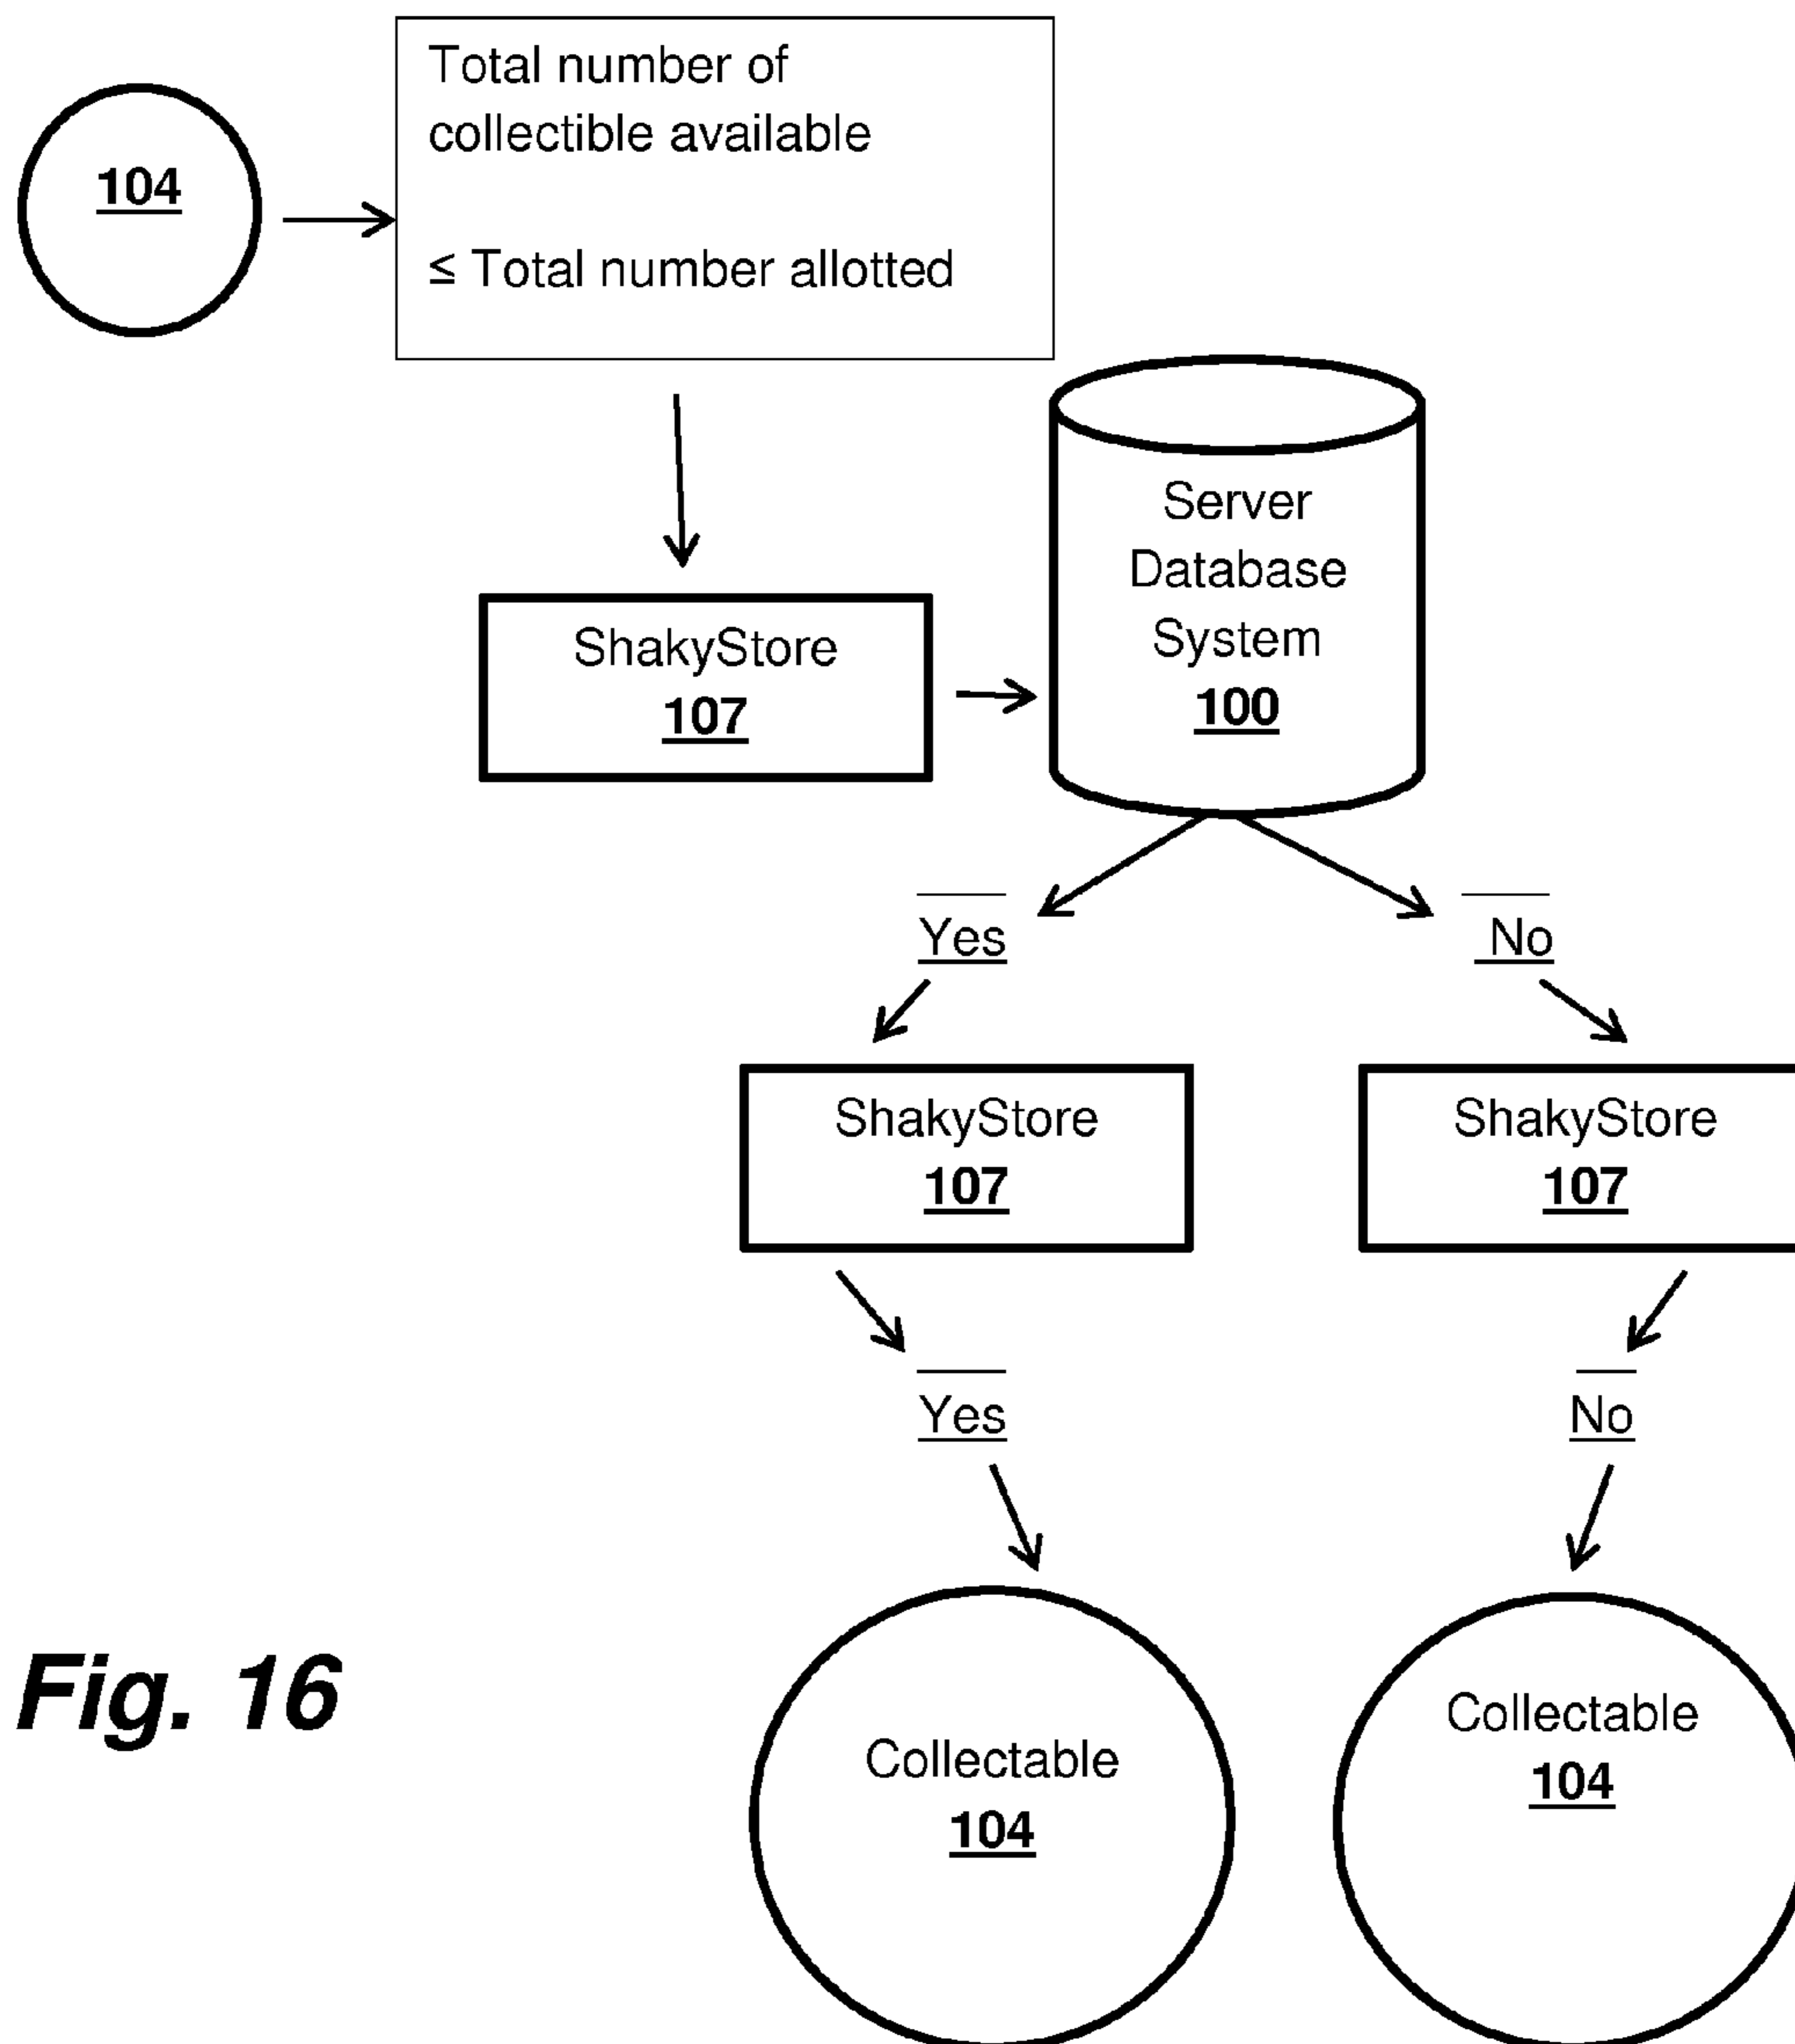 104
Total number of
collectible available
≤ Total number allotted
ShakyStore
107
Server
Database
System
100
Yes
No
ShakyStore
107
ShakyStore
107
Yes
No
Collectable
104
Collectable
104
Fig. 16